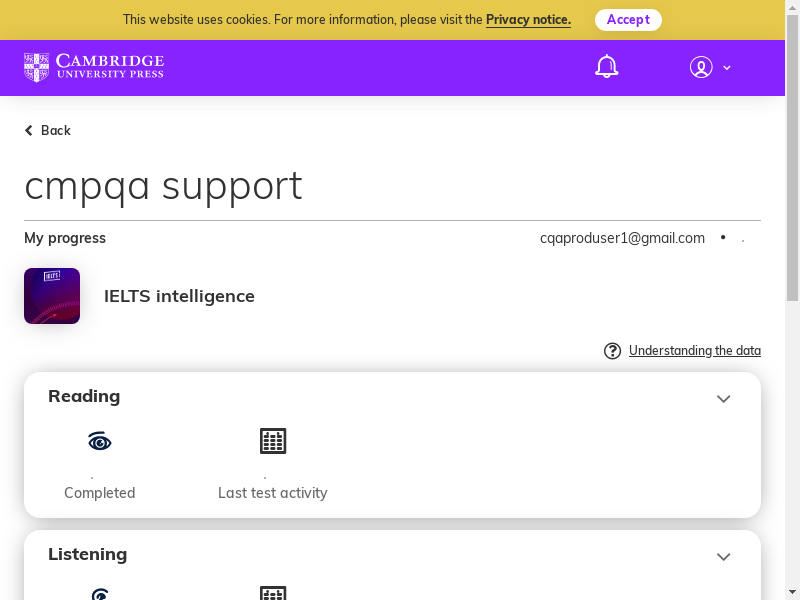 This website uses cookies. For more information, please visit the Privacy notice. Accept
CAMBRIDGE
UNIVERSITY PRESS
Back
cmpqa support
My progress cqaproduser1@gmail.com • .
IELTS
IELTS intelligence
Understanding the data
Reading
. .
Completed Last test activity
Listening